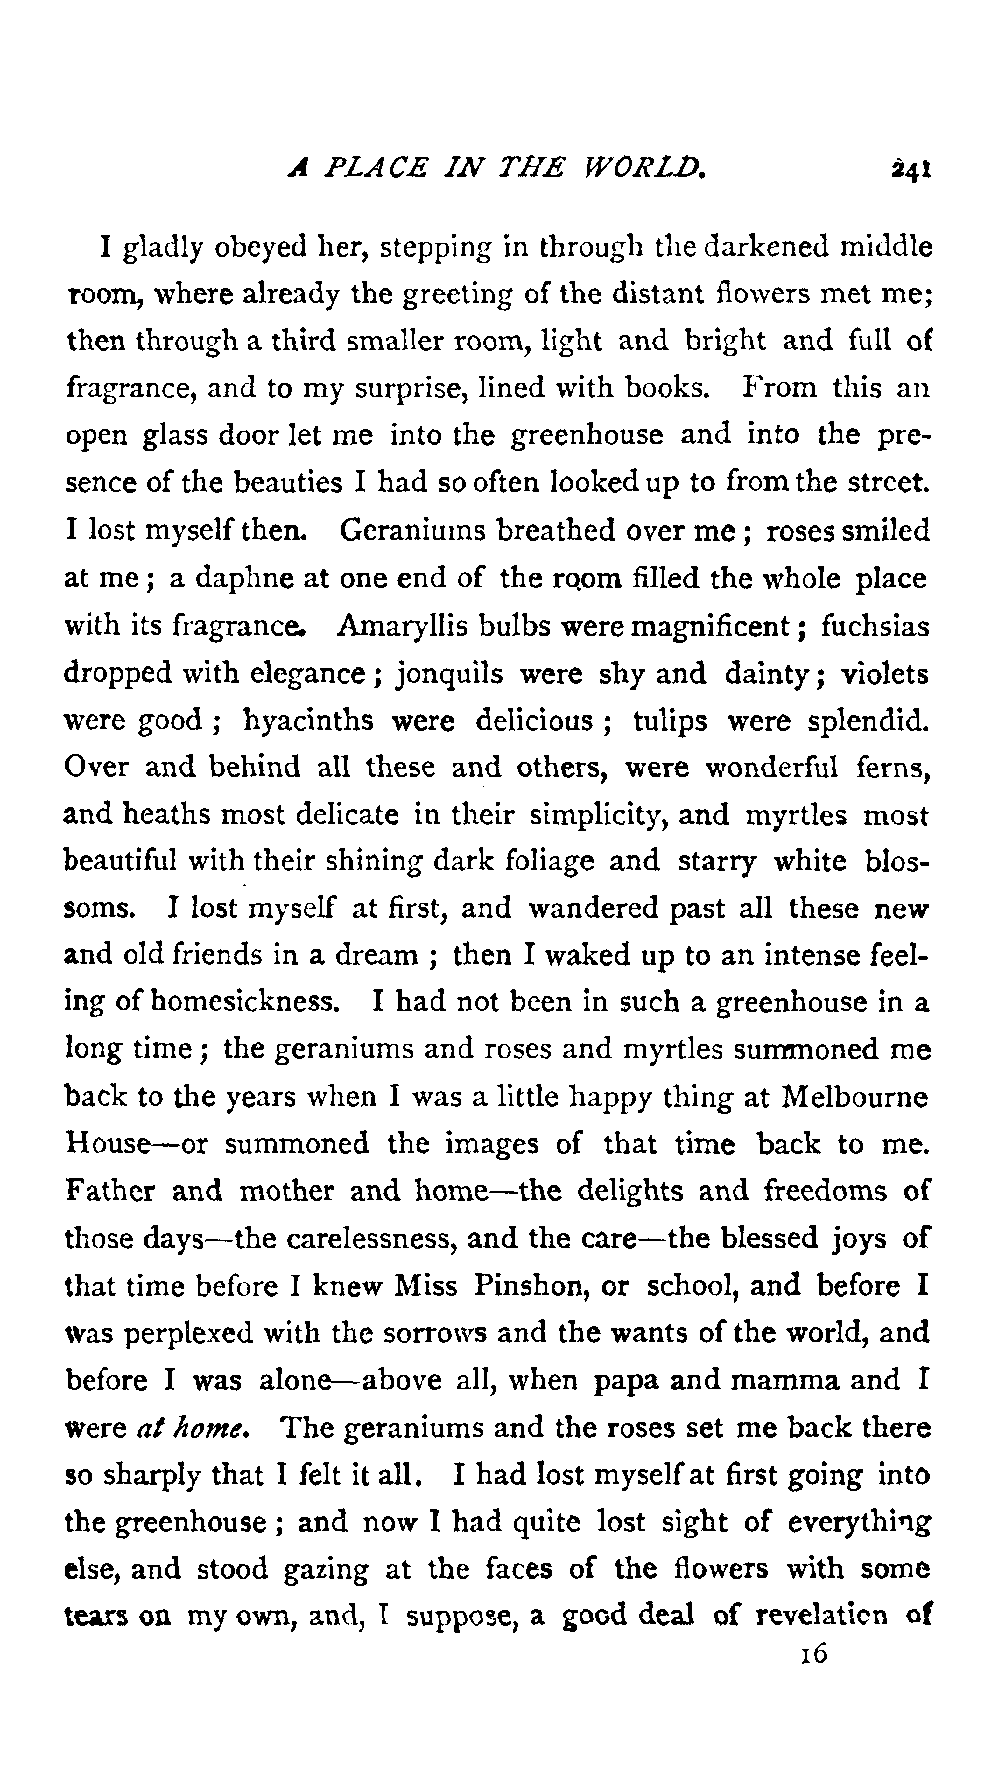 A PLACE IN THE WORLD. 241
I gladly obeyed her, stepping in through the darkened middle
room, where already the greeting of the distant flowers met me;
then through a third smaller room, light and bright and full of
fragrance, and to my surprise, lined with books. From this an
open glass door let me into the greenhouse and into the pre-
sence of the beauties I had so often looked up to from the street.
I lost myself then. Geraniums breathed over me; roses smiled
at me; a daphne at one end of the room filled the whole place
with its fragrance. Amaryllis bulbs were magnificent; fuchsias
dropped with elegance; jonquils were shy and dainty; violets
were good; hyacinths were delicious; tulips were splendid.
Over and behind all these and others, were wonderful ferns,
and heaths most delicate in their simplicity, and myrtles most
beautiful with their shining dark foliage and starry white blos-
soms. I lost myself at first, and wandered past all these new
and old friends in a dream; then I waked up to an intense feel-
ing of homesickness. I had not been in such a greenhouse in a
long time; the geraniums and roses and myrtles summoned me
back to the years when I was a little happy thing at Melbourne
House—or summoned the images of that time back to me.
Father and mother and home—the delights and freedoms of
those days—the carelessness, and the care—the blessed joys of
that time before I knew Miss Pinshon, or school, and before I
was perplexed with the sorrows and the wants of the world, and
before I was alone—above all, when papa and mamma and I
were at home. The geraniums and the roses set me back there
so sharply that I felt it all. I had lost myself at first going into
the greenhouse; and now I had quite lost sight of everything
else, and stood gazing at the faces of the flowers with some
tears on my own, and, I suppose, a good deal of revelation of
16